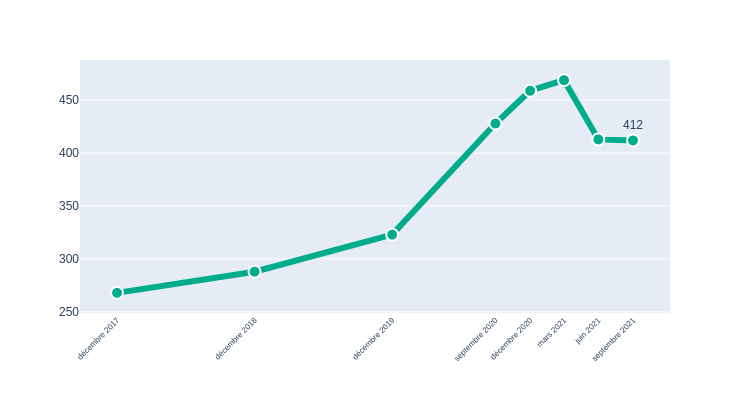 450
400
350
300
250
412
décembre 2017
décembre 2018
décembre 2019
septembre 2020
décembre 2020
mars 2021
juin 2021
septembre 2021